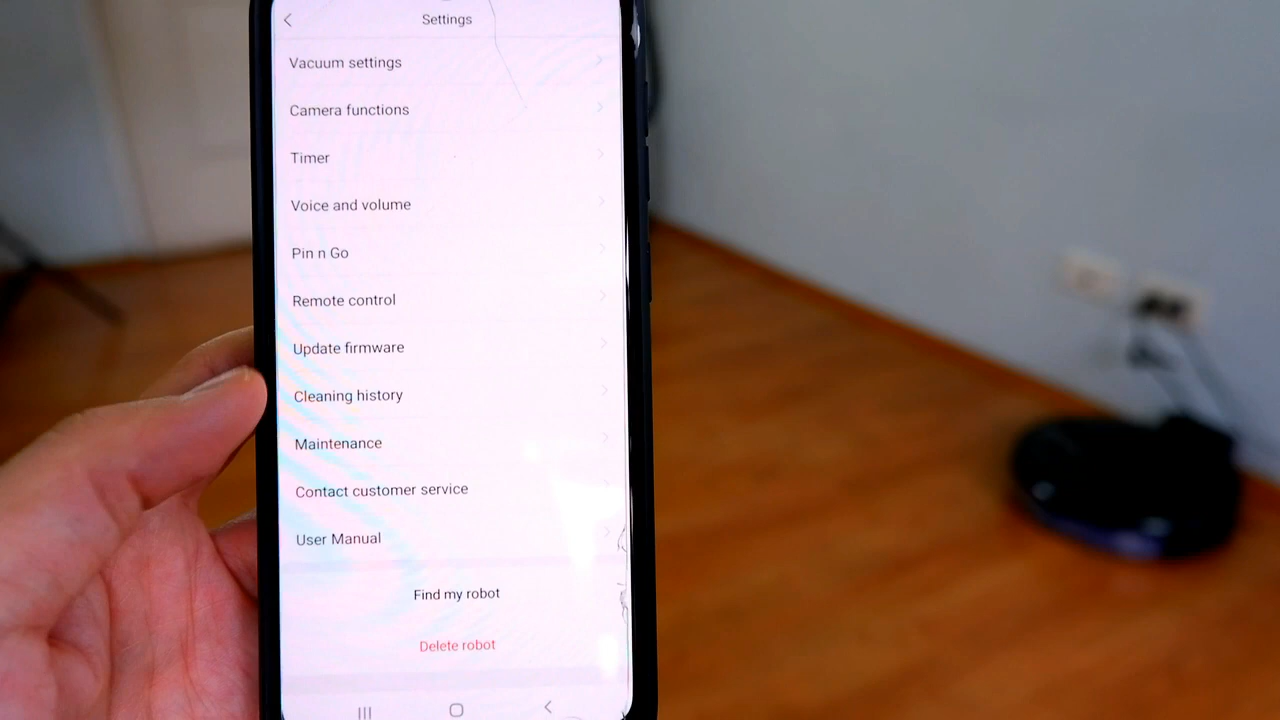 Settings
Vacuum settings
Camera functions
Timer
Voice and volume
Pin n Go
Remote control
Update firmware
Cleaning history
Maintenance
Contact customer service
User Manual
Find my robot
Delete robot